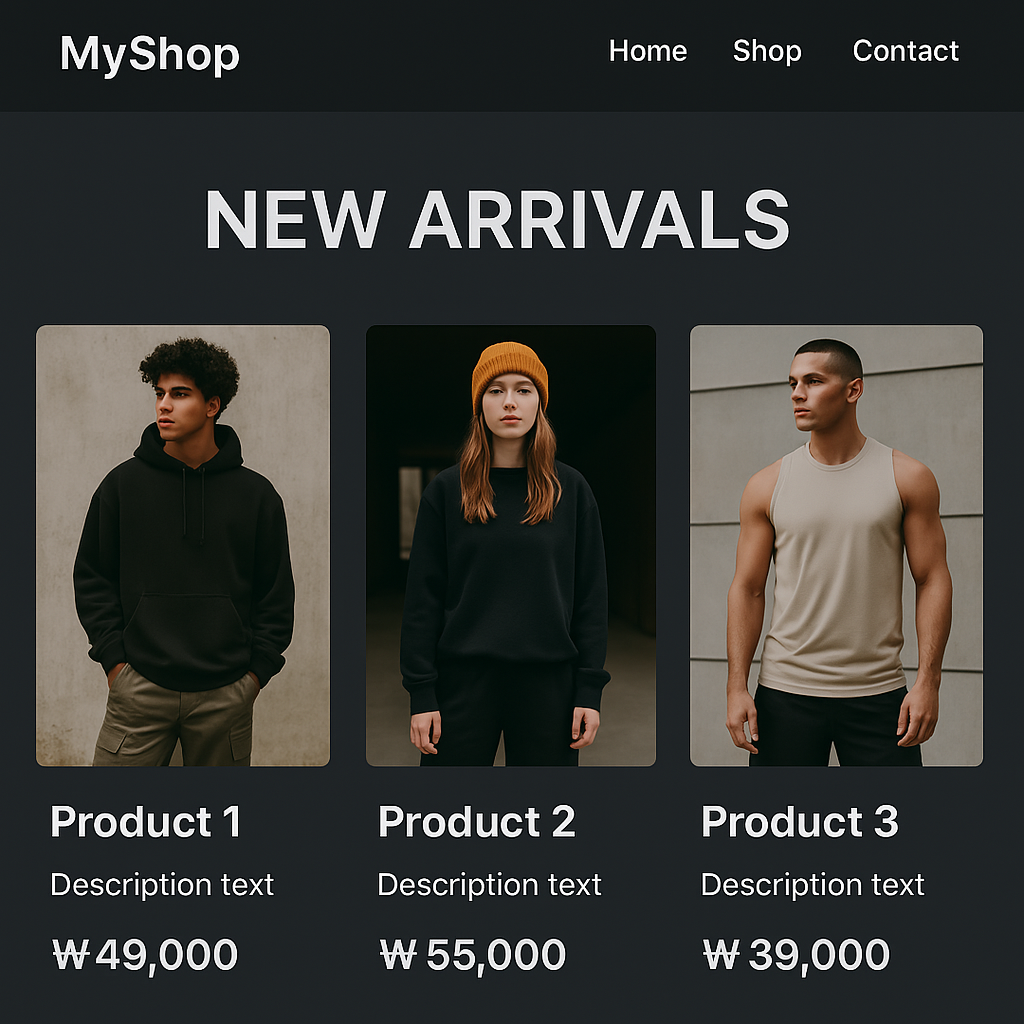 MyShop
Home Shop Contact
NEW ARRIVALS
Product 1
Description text
₩49,000
Product 2
Description text
₩ 55,000
Product 3
Description text
₩ 39,000